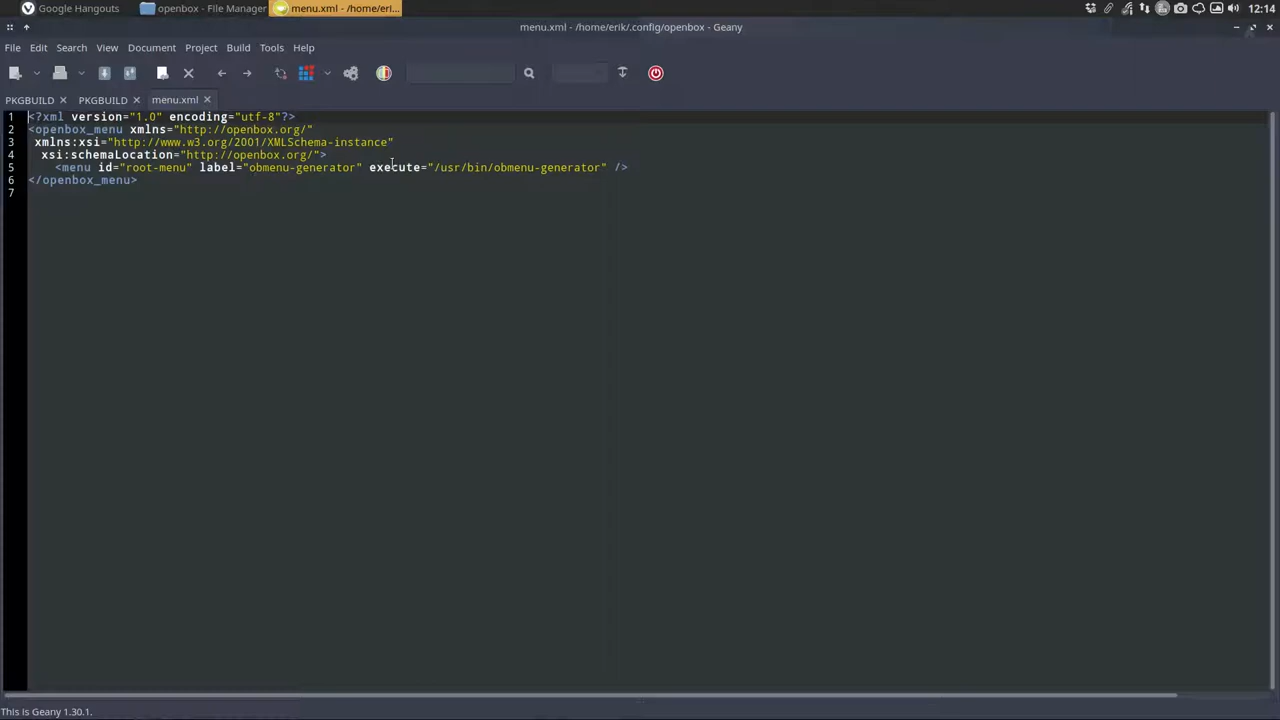 Google Hangouts openbox - File Manager menu.xml - /home/eri... 12:14
menu.xml - /home/erik/.config/openbox - Geany
File Edit Search View Document Project Build Tools Help
PKGBUILD PKGBUILD menu.xml
1 <?xml version="1.0" encoding="utf-8"?>
2 <openbox_menu xmlns="http://openbox.org/"
3 xmlns:xsi="http://www.w3.org/2001/XMLSchema-instance"
4 xsi:schemaLocation="http://openbox.org/">
5 <menu id="root-menu" label="obmenu-generator" execute="/usr/bin/obmenu-generator" />
6 </openbox_menu>
7
This is Geany 1.30.1.